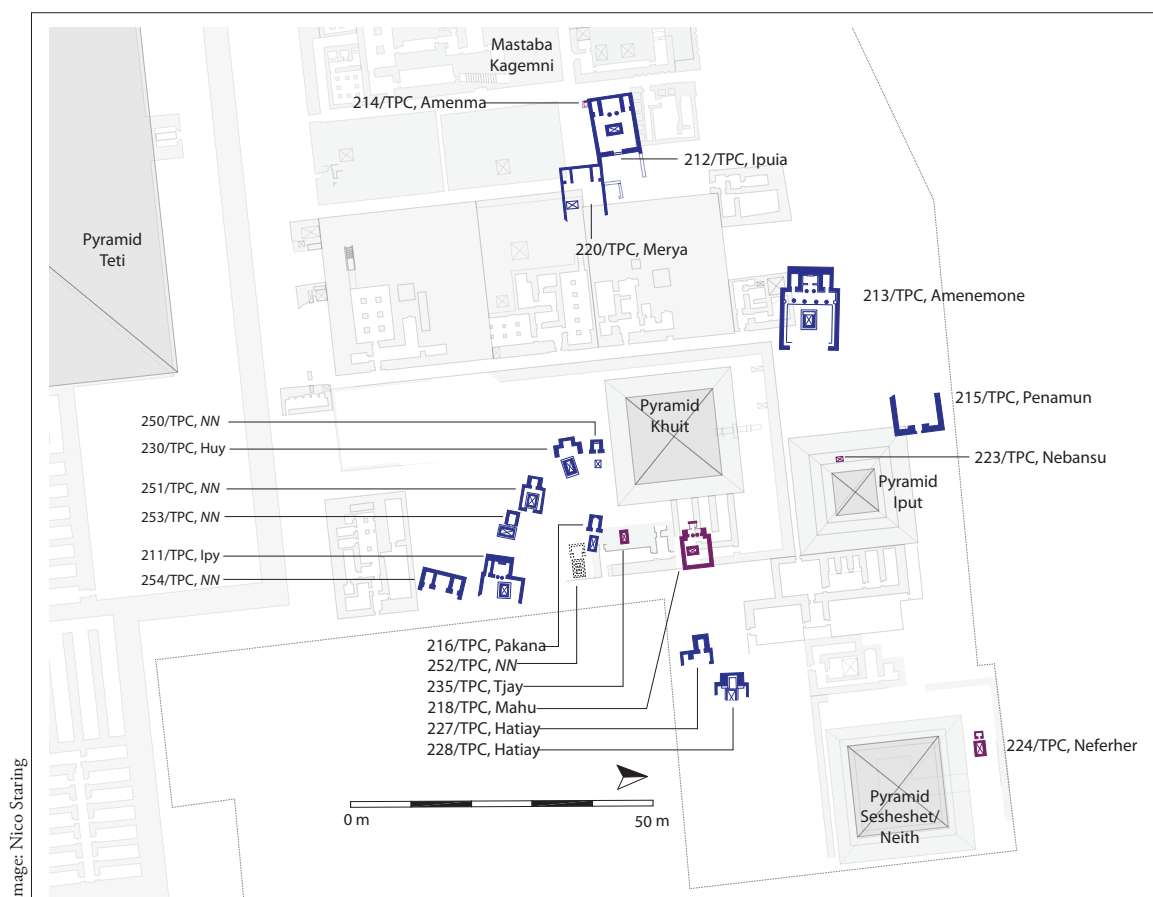 Mastaba
Kagemni
214/TPC, Amenma
212/TPC, Ipuia
Pyramid
Teti
220/TPC, Merya
213/TPC, Amenemone
215/TPC, Penamun
Pyramid
Khuit
250/TPC, NN
230/TPC, Huy
223/TPC, Nebansu
251/TPC, NN
Pyramid
Iput
253/TPC, NN
211/TPC, Ipy
254/TPC, NN
216/TPC, Pakana
252/TPC, NN
235/TPC, Tjay
218/TPC, Mahu
227/TPC, Hatiay
228/TPC, Hatiay
224/TPC, Neferher
Pyramid
Sesheshet/
Neith
0 m 50 m
mage: Nico Staring